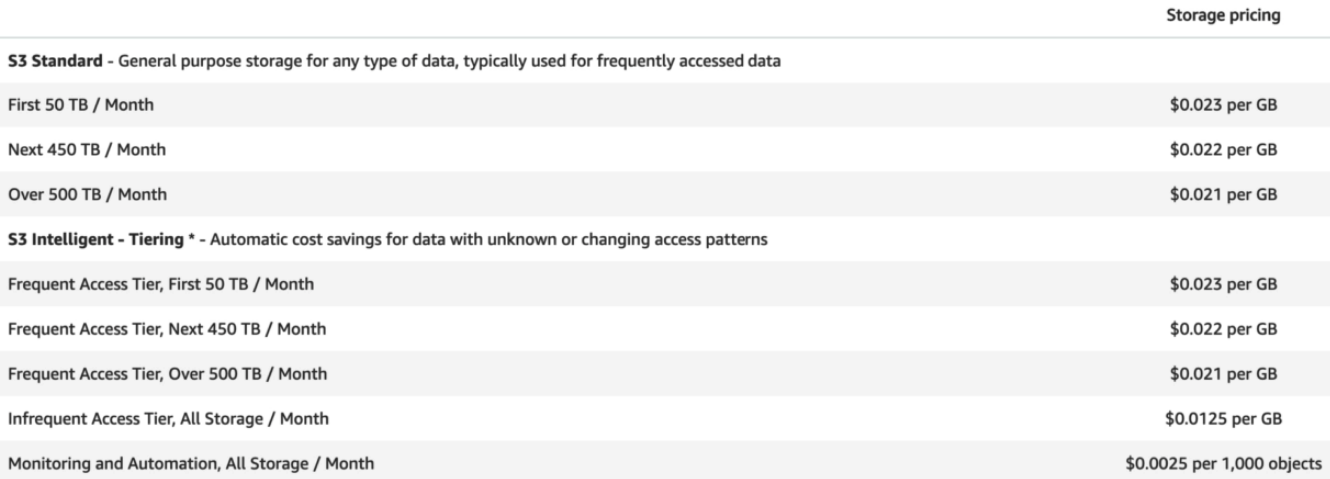 Storage pricing
S3 Standard - General purpose storage for any type of data, typically used for frequently accessed data
First 50 TB / Month $0.023 per GB
Next 450 TB / Month $0.022 per GB
Over 500 TB / Month $0.021 per GB
S3 Intelligent - Tiering * - Automatic cost savings for data with unknown or changing access patterns
Frequent Access Tier, First 50 TB / Month $0.023 per GB
Frequent Access Tier, Next 450 TB / Month $0.022 per GB
Frequent Access Tier, Over 500 TB / Month $0.021 per GB
Infrequent Access Tier, All Storage / Month $0.0125 per GB
Monitoring and Automation, All Storage / Month $0.0025 per 1,000 objects